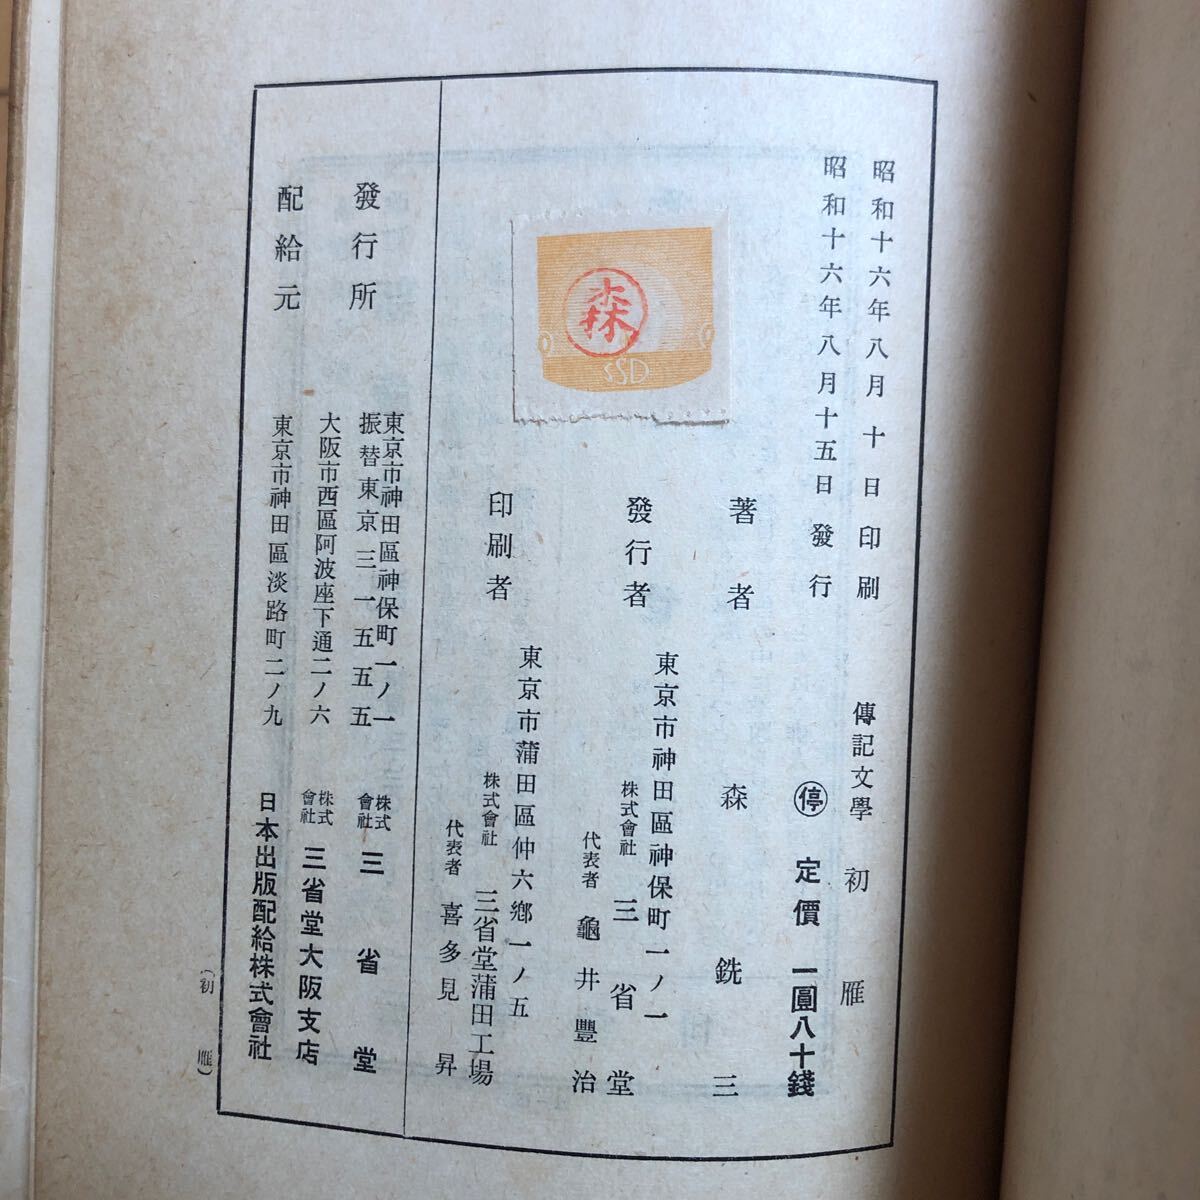 昭和十六年八月十日印刷
昭和十六年八月十五日發行
傳記文學 初雁
停 定價 一圓八十錢
著者 森銑三
發行者 東京市神田區神保町一ノ一
株式會社 三省堂
代表者 龜井豐治
印刷者 東京市蒲田區仲六鄉一ノ五
株式會社 三省堂蒲田工場
代表者 喜多見昇
森
SSD
發行所 東京市神田區神保町一ノ一
振替東京三一五五五
株式會社 三省堂
大阪市西區阿波座下通二ノ六
株式會社 三省堂大阪支店
配給元 東京市神田區淡路町二ノ九
日本出版配給株式會社
（初雁）